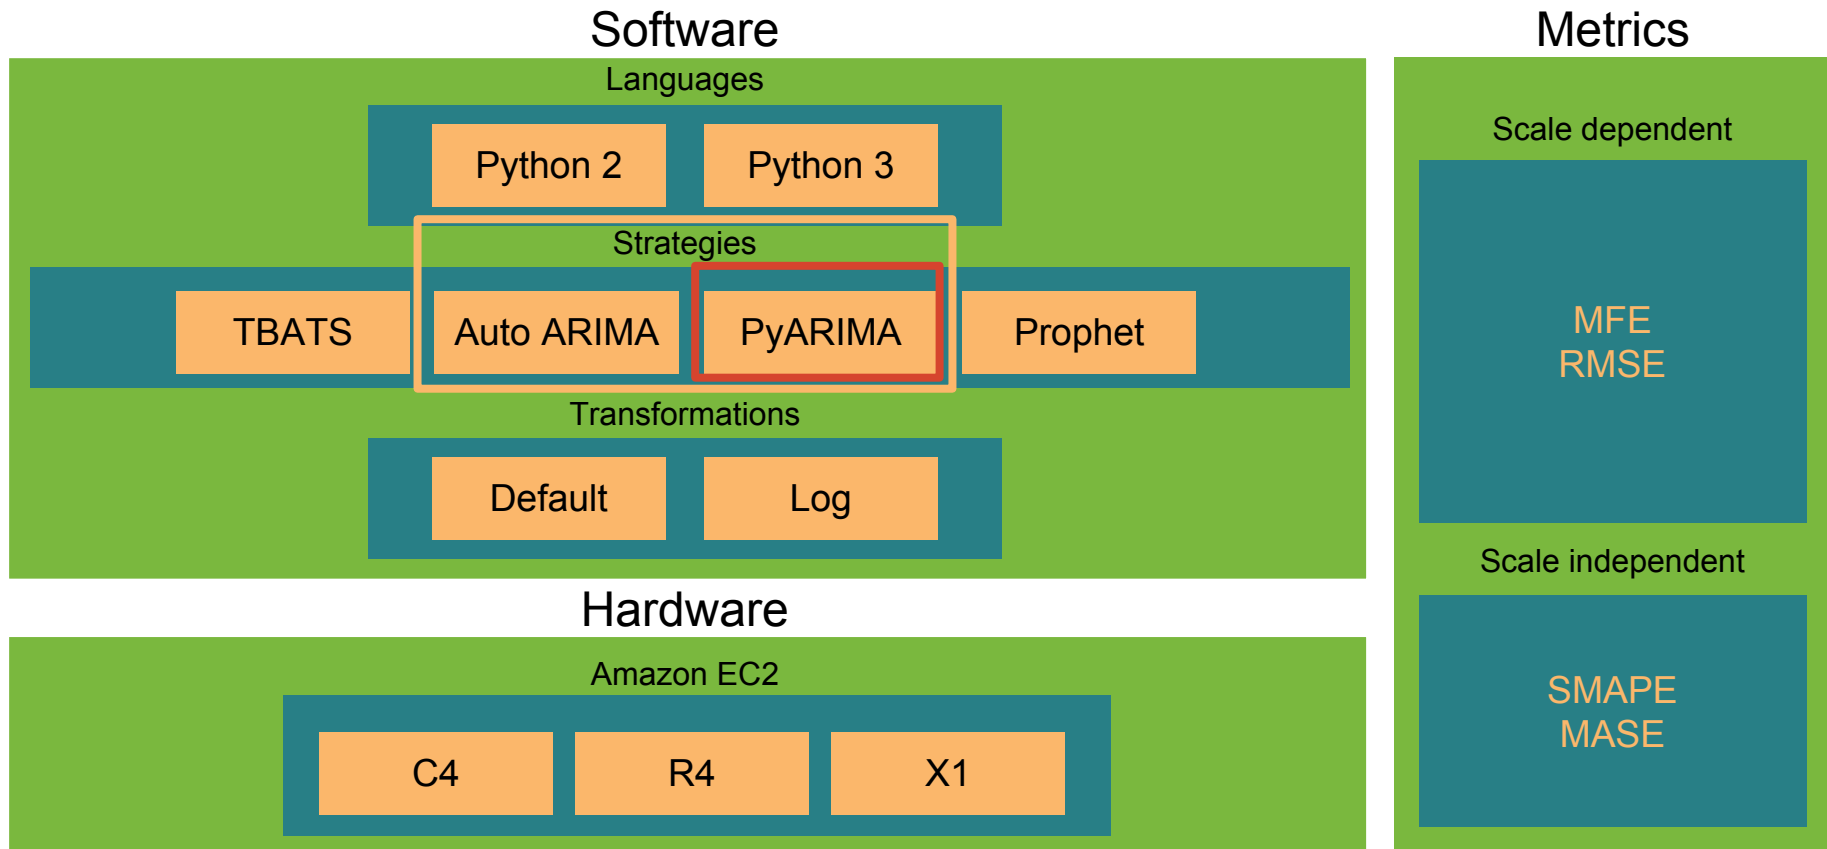 Software
Languages
Python 2
Python 3
Strategies
TBATS
Auto ARIMA
PyARIMA
Prophet
Transformations
Default
Log
Hardware
Amazon EC2
C4
R4
X1
Metrics
Scale dependent
MFE
RMSE
Scale independent
SMAPE
MASE